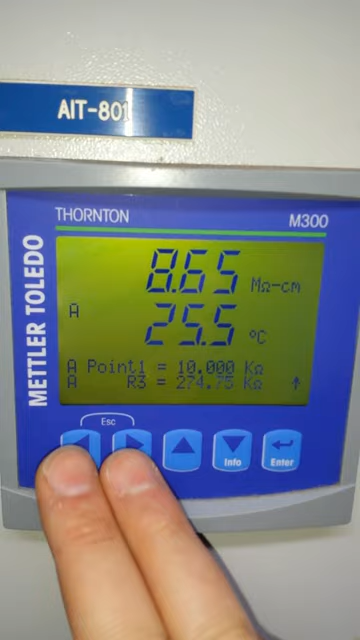 AIT-801
THORNTON
M300
METTLER TOLEDO
8.65 MΩ-cm
A
25.5 ºC
A Point1 = 10.000 KΩ
A R3 = 274.75 KΩ ↑
Esc
Info
Enter